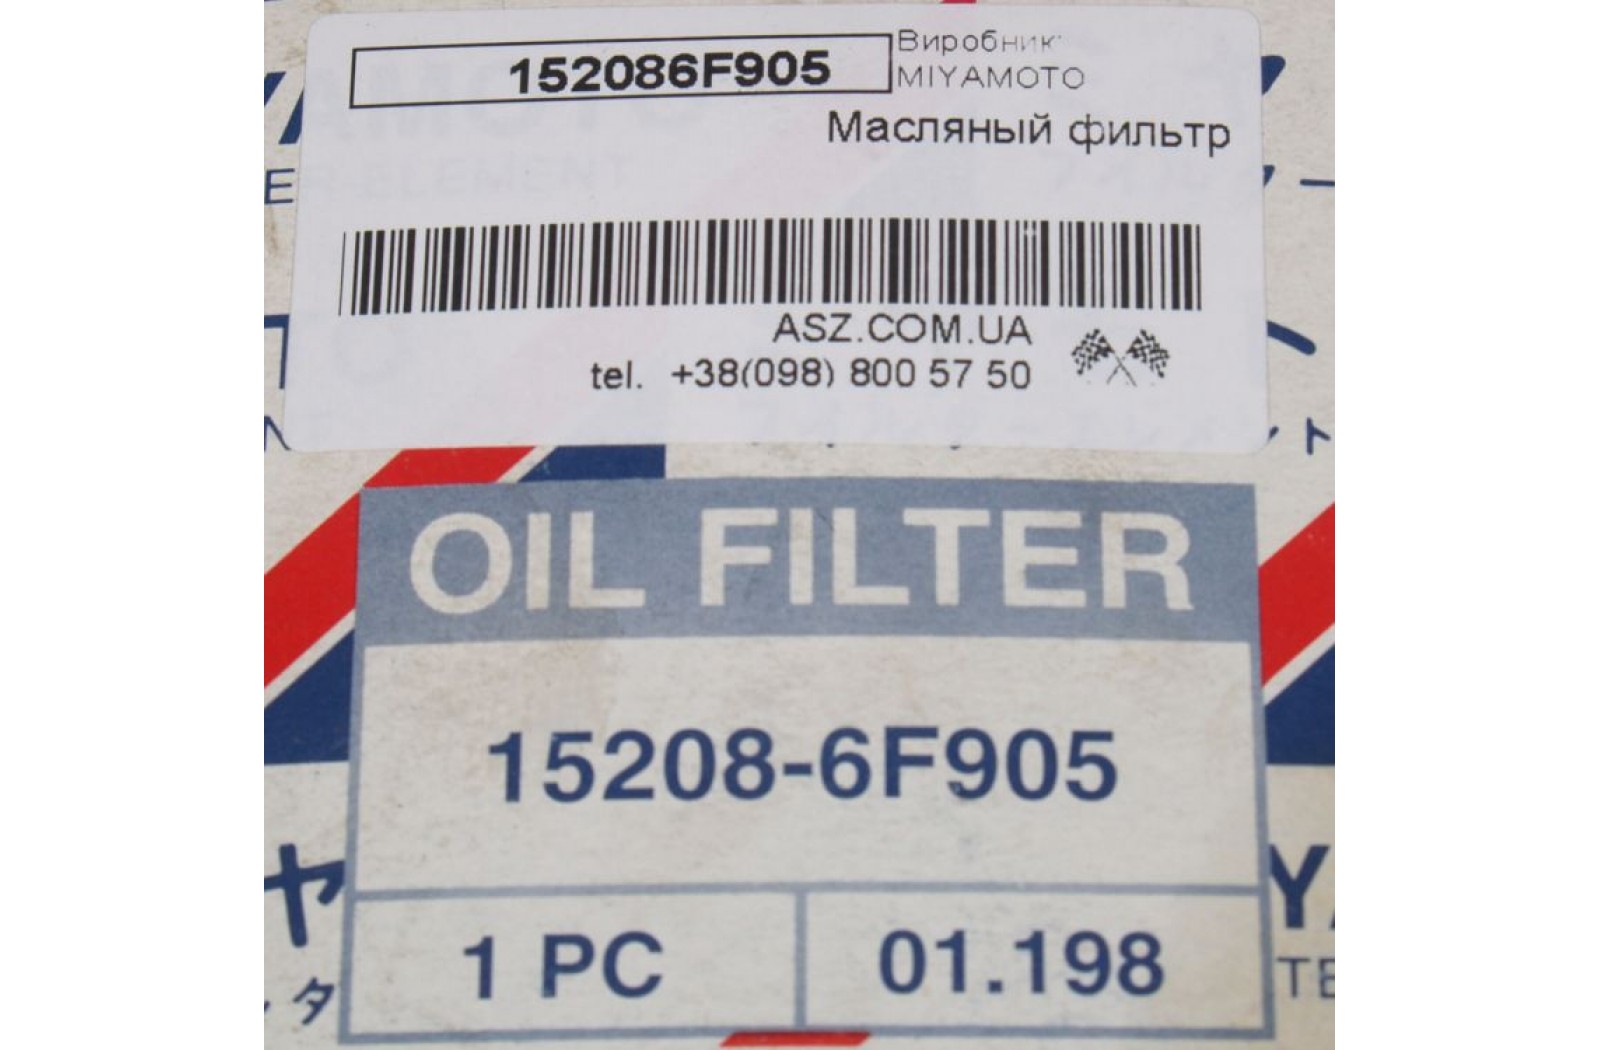 152086F905
Виробник:
MIYAMOTO
Масляный фильтр
ASZ.COM.UA
tel. +38(098) 800 57 50
OIL FILTER
15208-6F905
1 PC
01.198